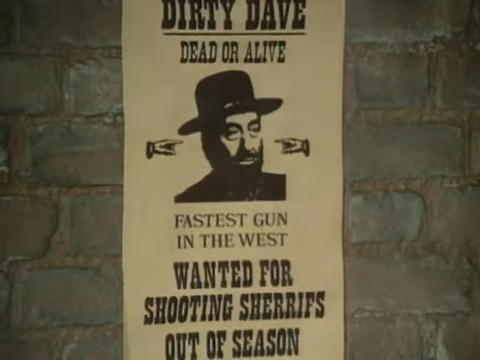 DIRTY DAVE
DEAD OR ALIVE
FASTEST GUN
IN THE WEST
WANTED FOR
SHOOTING SHERRIFS
OUT OF SEASON